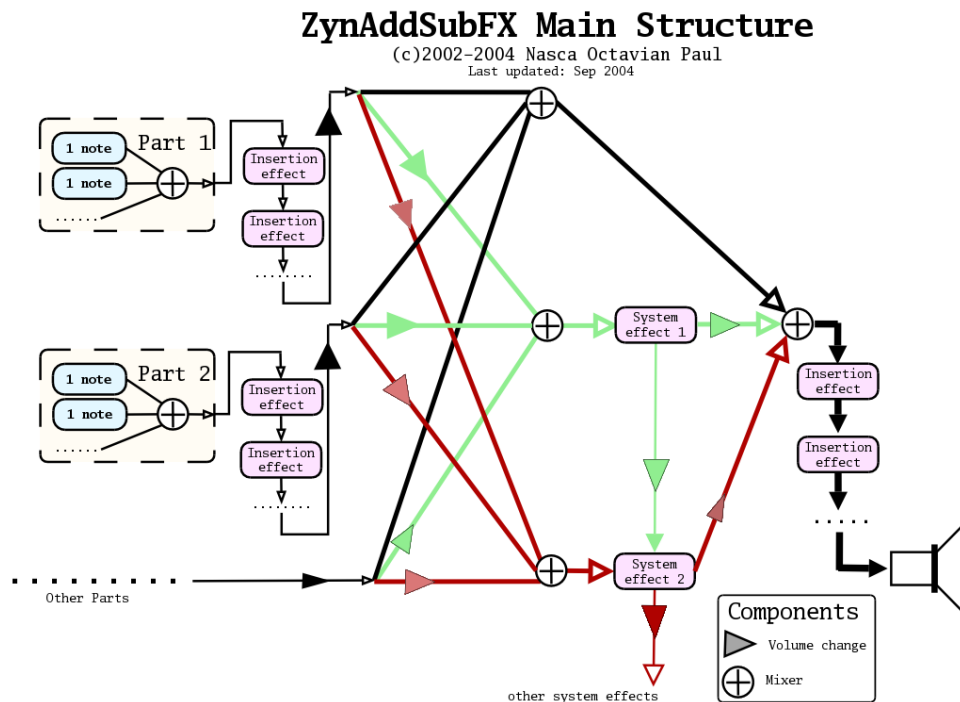 ZynAddSubFX Main Structure
(c)2002-2004 Nasca Octavian Paul
Last updated: Sep 2004
Part 1
1 note
1 note
......
Insertion
effect
Insertion
effect
........
Part 2
1 note
1 note
......
Insertion
effect
Insertion
effect
........
Other Parts
System
effect 1
System
effect 2
other system effects
Insertion
effect
Insertion
effect
.....
Components
Volume change
Mixer